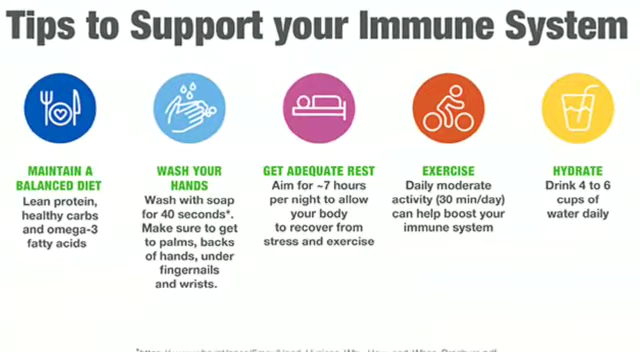 Tips to Support your Immune System
MAINTAIN A
BALANCED DIET
Lean protein,
healthy carbs
and omega-3
fatty acids
WASH YOUR
HANDS
Wash with soap
for 40 seconds*.
Make sure to get
to palms, backs
of hands, under
fingernails
and wrists.
GET ADEQUATE REST
Aim for ~7 hours
per night to allow
your body
to recover from
stress and exercise
EXERCISE
Daily moderate
activity (30 min/day)
can help boost your
immune system
HYDRATE
Drink 4 to 6
cups of
water daily